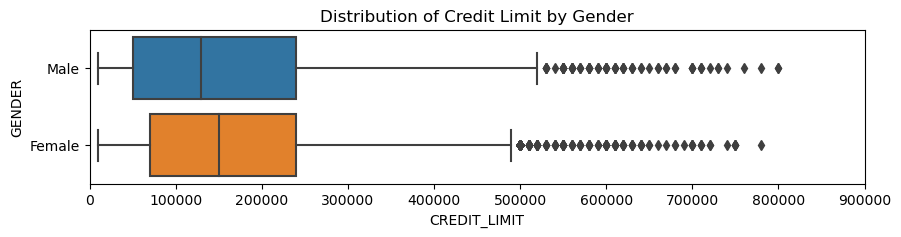 Distribution of Credit Limit by Gender
GENDER
Male
Female
0 100000 200000 300000 400000 500000 600000 700000 800000 900000
CREDIT_LIMIT